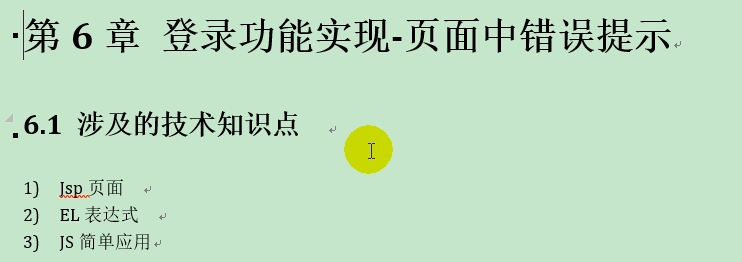 第 6 章 登录功能实现-页面中错误提示
6.1 涉及的技术知识点
1) Jsp 页面
2) EL 表达式
3) JS 简单应用